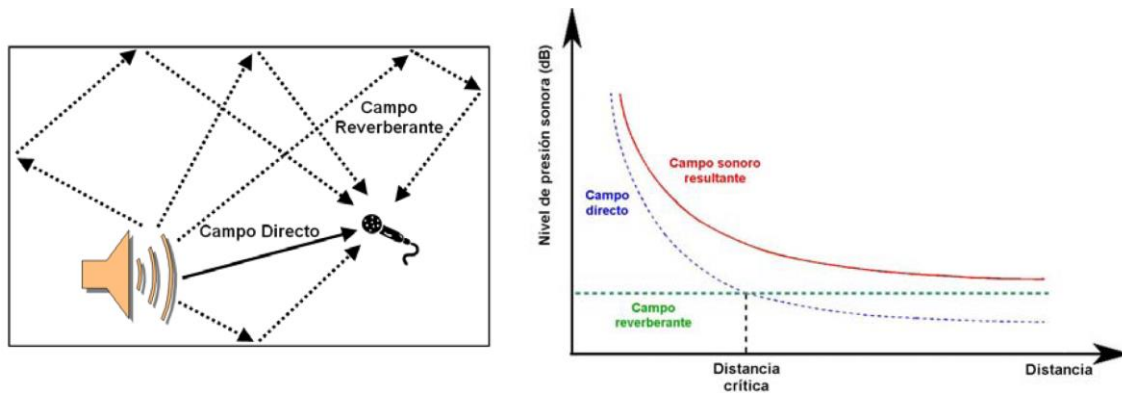 Campo
Reverberante
Campo Directo
Nivel de presión sonora (dB)
Campo sonoro
resultante
Campo
directo
Campo
reverberante
Distancia
crítica
Distancia